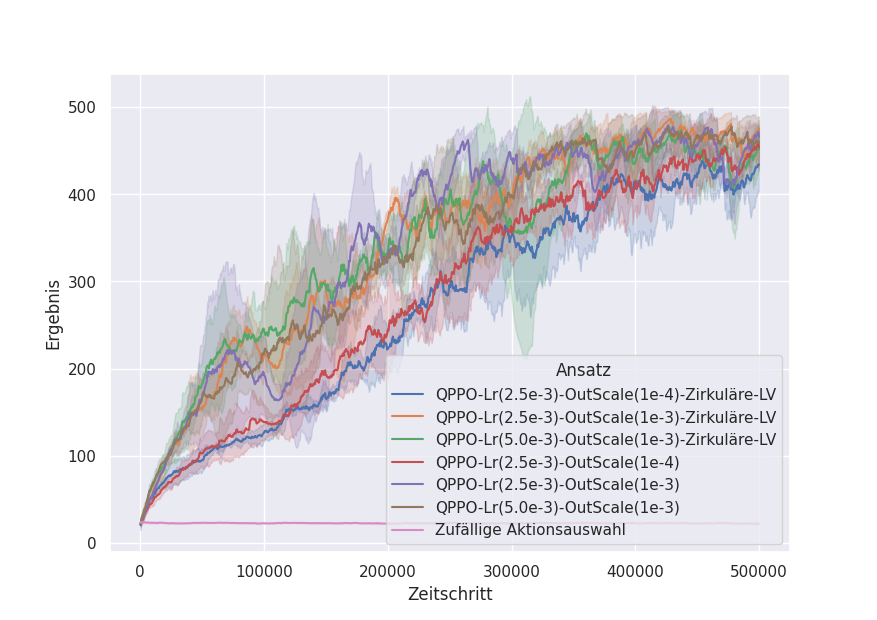 500
400
300
200
100
0
Ergebnis
Ansatz
QPPO-Lr(2.5e-3)-OutScale(1e-4)-Zirkuläre-LV
QPPO-Lr(2.5e-3)-OutScale(1e-3)-Zirkuläre-LV
QPPO-Lr(5.0e-3)-OutScale(1e-3)-Zirkuläre-LV
QPPO-Lr(2.5e-3)-OutScale(1e-4)
QPPO-Lr(2.5e-3)-OutScale(1e-3)
QPPO-Lr(5.0e-3)-OutScale(1e-3)
Zufällige Aktionsauswahl
0 100000 200000 300000 400000 500000
Zeitschritt